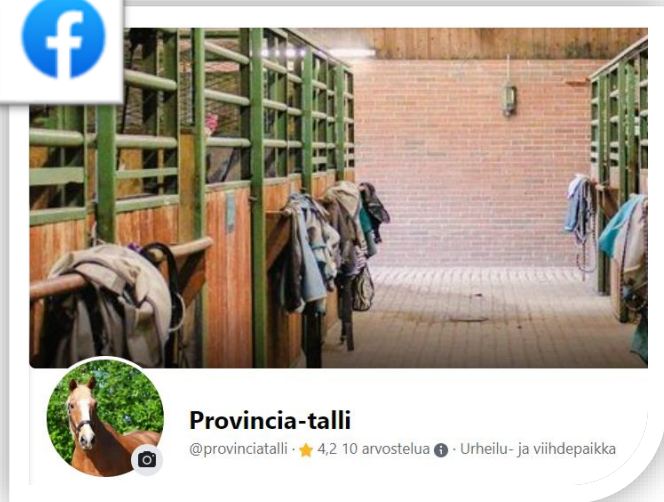 Provincia-talli
@provinciatalli · ⭐ 4,2 10 arvostelua · Urheilu- ja viihdepaikka